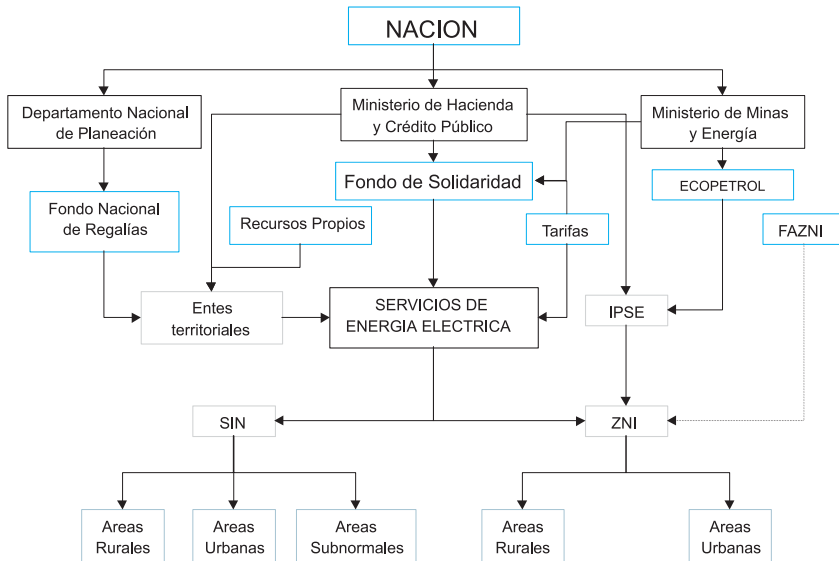 NACION
Departamento Nacional
de Planeación
Ministerio de Hacienda
y Crédito Público
Ministerio de Minas
y Energía
Fondo de Solidaridad
ECOPETROL
Fondo Nacional
de Regalías
Recursos Propios
Tarifas
FAZNI
Entes
territoriales
SERVICIOS DE
ENERGIA ELECTRICA
IPSE
SIN
ZNI
Areas
Rurales
Areas
Urbanas
Areas
Subnormales
Areas
Rurales
Areas
Urbanas